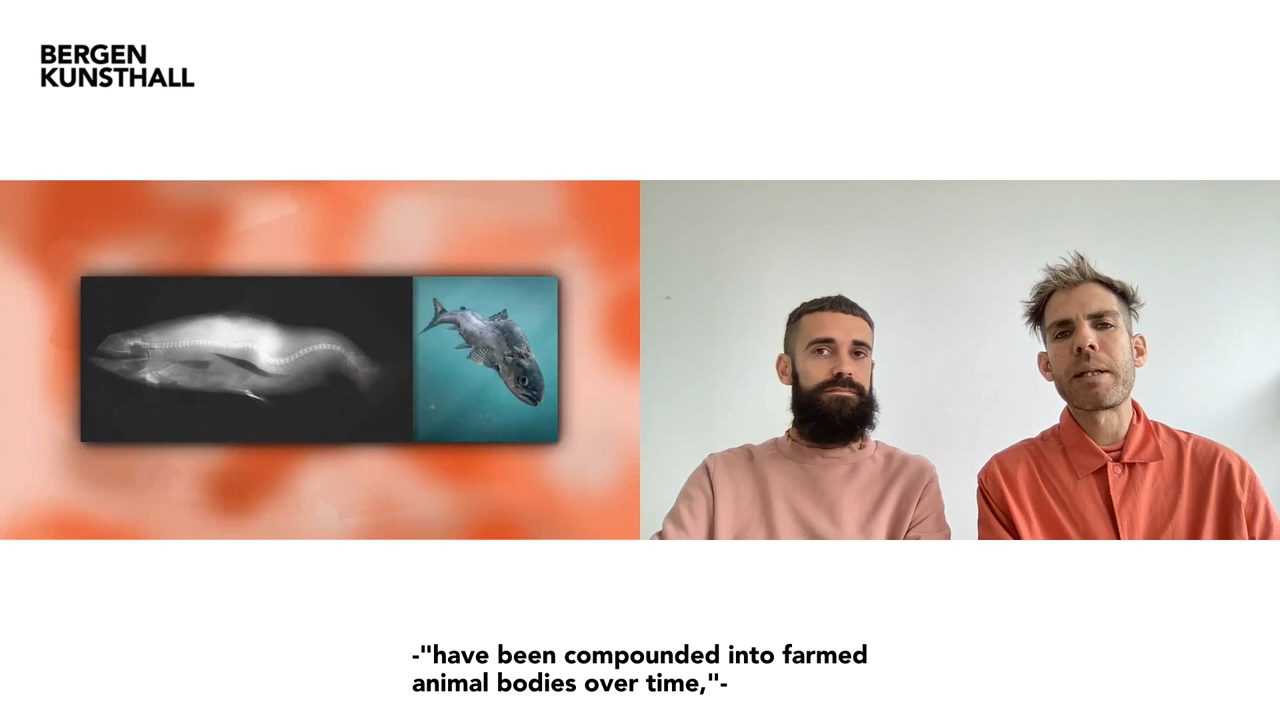 BERGEN
KUNSTHALL
-"have been compounded into farmed
animal bodies over time,"-